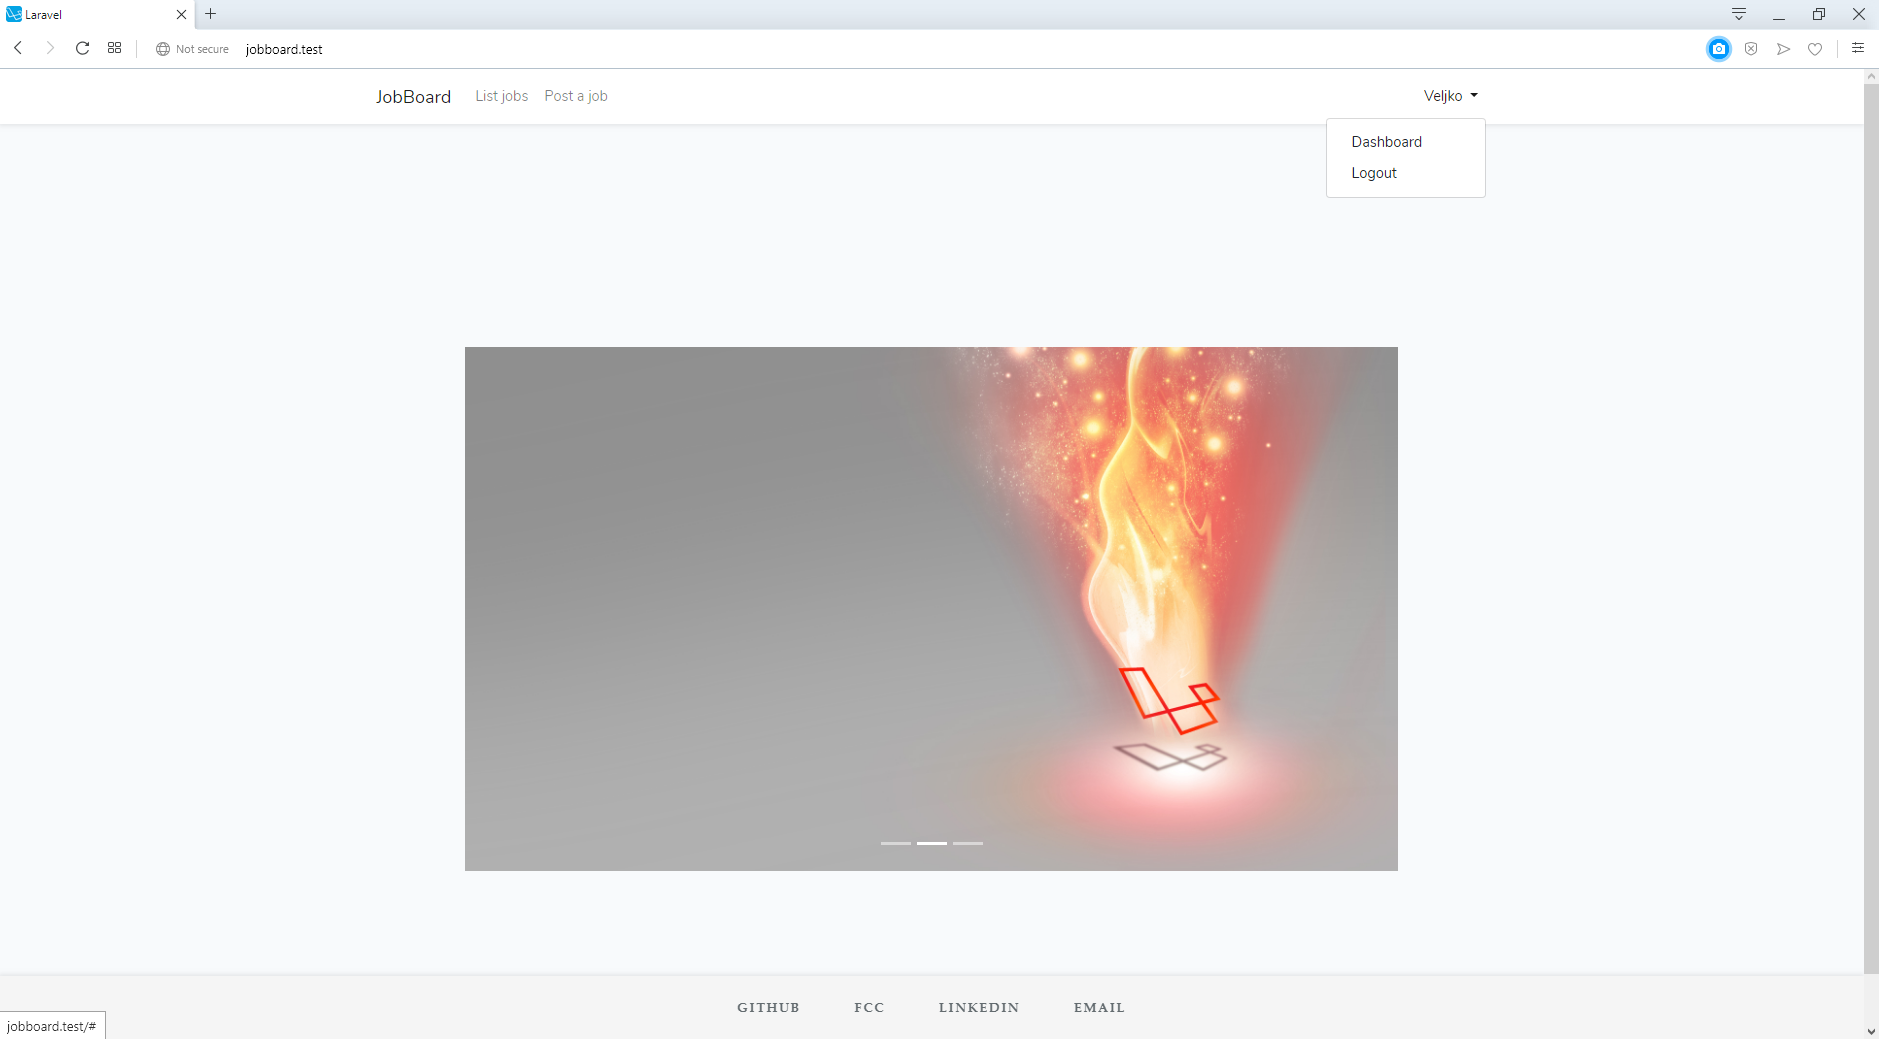 Laravel
Not secure jobboard.test
JobBoard List jobs Post a job Veljko
Dashboard
Logout
GITHUB FCC LINKEDIN EMAIL
jobboard.test/#